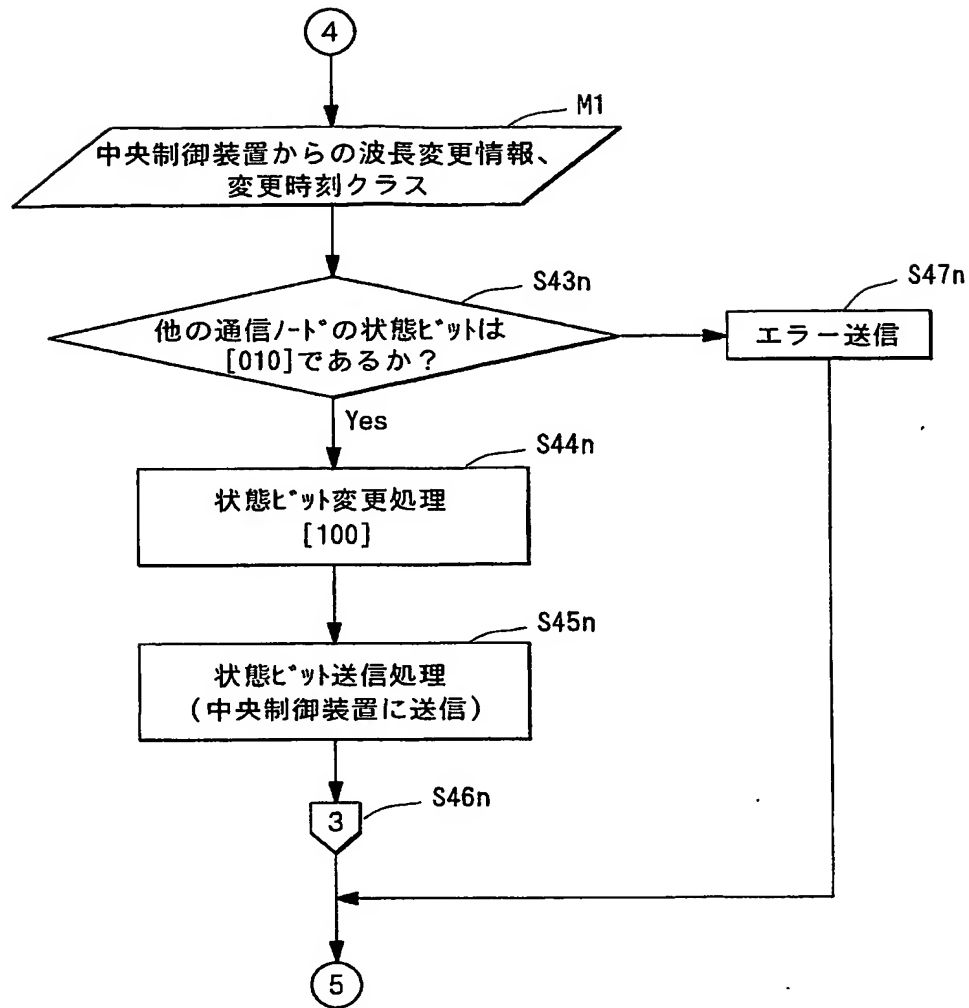 4
M1
中央制御装置からの波長変更情報、
変更時刻クラス
S43n
他の通信ﾉｰﾄﾞの状態ﾋﾞｯﾄは
[010]であるか？
S47n
エラー送信
Yes
S44n
状態ﾋﾞｯﾄ変更処理
[100]
S45n
状態ﾋﾞｯﾄ送信処理
(中央制御装置に送信)
3
S46n
5